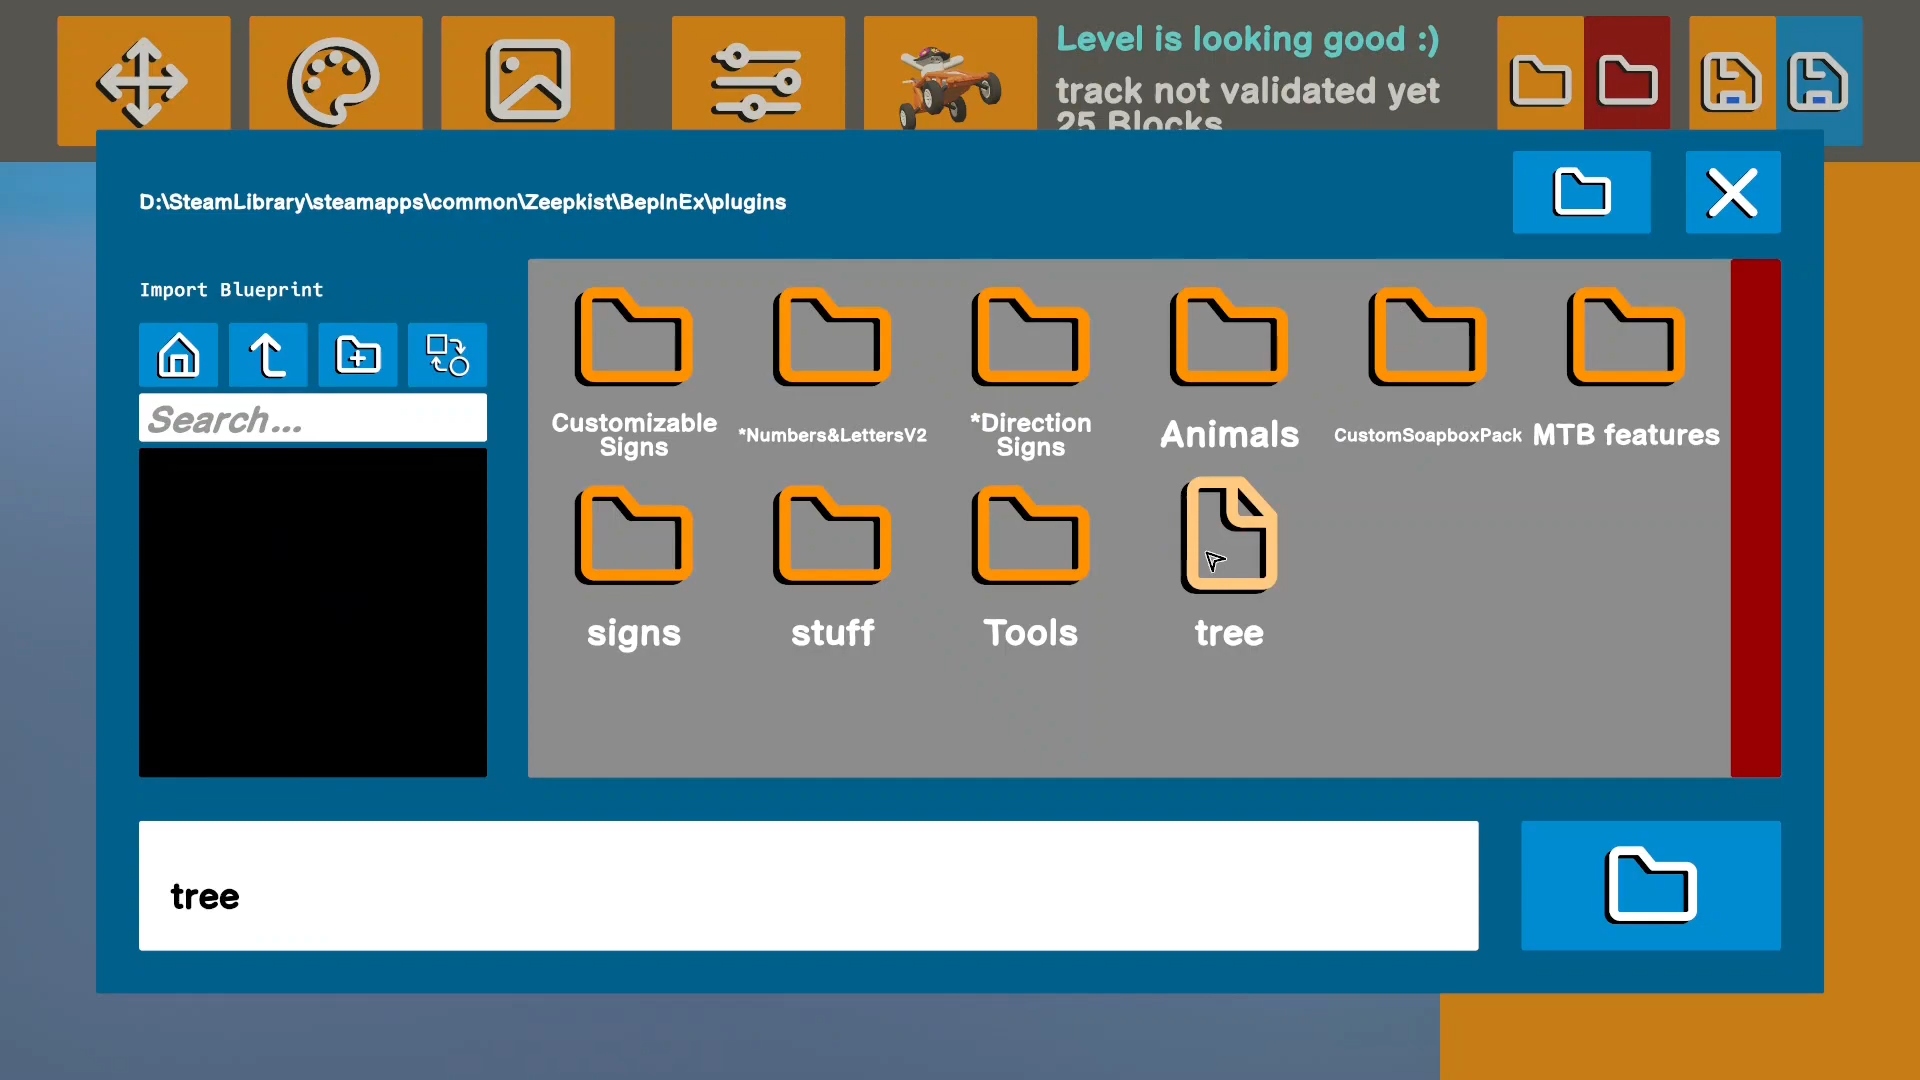 Level is looking good :)
track not validated yet
25 Blocks
D:\SteamLibrary\steamapps\common\Zeepkist\BepInEx\plugins
Import Blueprint
Search...
Customizable
Signs
*Numbers&LettersV2
*Direction
Signs
Animals
CustomSoapboxPack
MTB features
signs
stuff
Tools
tree
tree